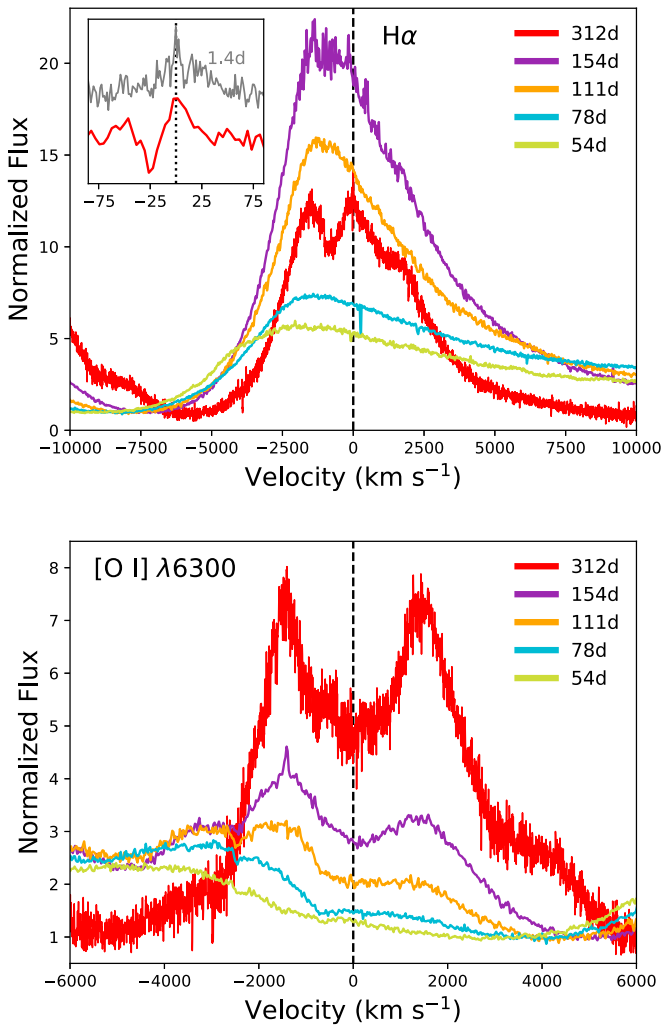 Hα
312d
154d
111d
78d
54d
1.4d
−75
−25
25
75
20
15
10
5
0
Normalized Flux
−10000
−7500
−5000
−2500
0
2500
5000
7500
10000
Velocity (km s⁻¹)
[O I] λ6300
312d
154d
111d
78d
54d
8
7
6
5
4
3
2
1
Normalized Flux
−6000
−4000
−2000
0
2000
4000
6000
Velocity (km s⁻¹)